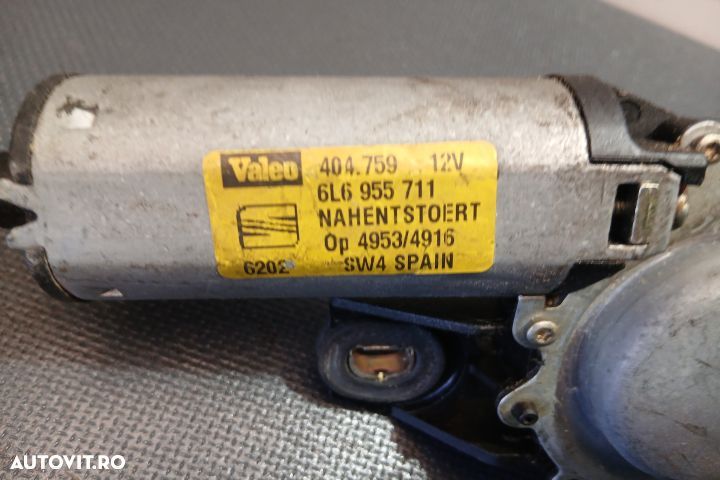 Valeo 404.759 12V
6L6 955 711
NAHENTSTOERT
Op 4953/4916
6202 SW4 SPAIN
AUTOVIT.RO